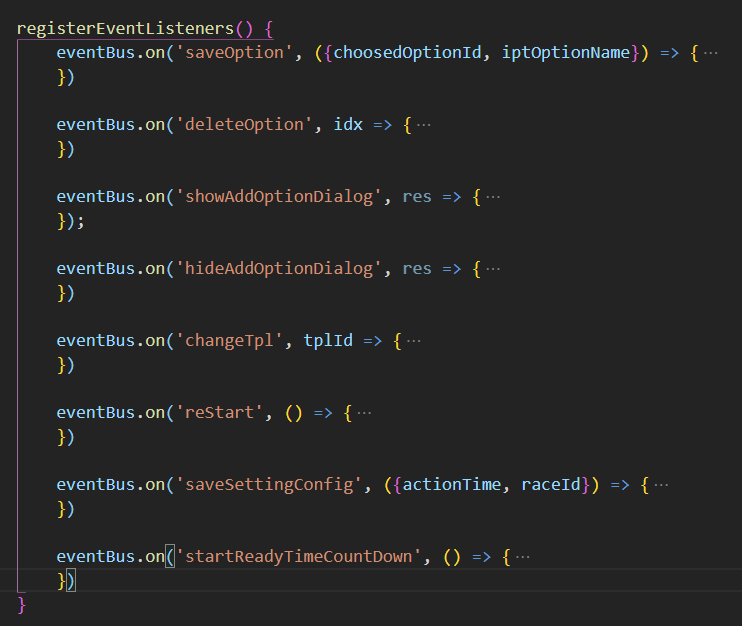 registerEventListeners() {
eventBus.on('saveOption', ({choosedOptionId, iptOptionName}) => {···
})
eventBus.on('deleteOption', idx => {···
})
eventBus.on('showAddOptionDialog', res => {···
});
eventBus.on('hideAddOptionDialog', res => {···
})
eventBus.on('changeTpl', tplId => {···
})
eventBus.on('reStart', () => {···
})
eventBus.on('saveSettingConfig', ({actionTime, raceId}) => {···
})
eventBus.on('startReadyTimeCountDown', () => {···
})
}